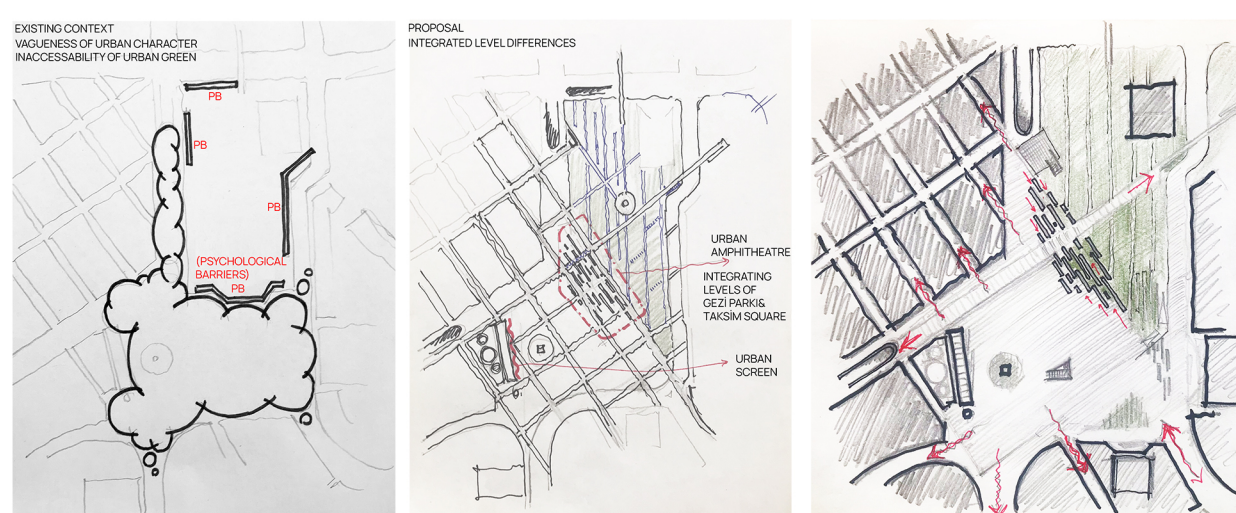 EXISTING CONTEXT
VAGUENESS OF URBAN CHARACTER
INACCESSABILITY OF URBAN GREEN
PB
PB
PB
(PSYCHOLOGICAL
BARRIERS)
PB
PROPOSAL
INTEGRATED LEVEL DIFFERENCES
URBAN
AMPHITHEATRE
INTEGRATING
LEVELS OF
GEZİ PARKI&
TAKSİM SQUARE
URBAN
SCREEN